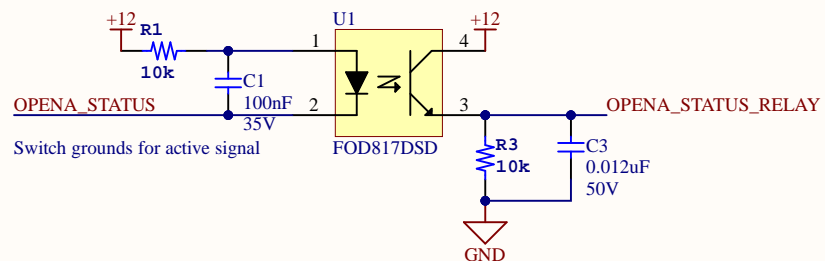 +12
R1
10k
C1
100nF
35V
OPENA_STATUS
Switch grounds for active signal
U1
1
2
4
3
FOD817DSD
+12
OPENA_STATUS_RELAY
R3
10k
C3
0.012uF
50V
GND